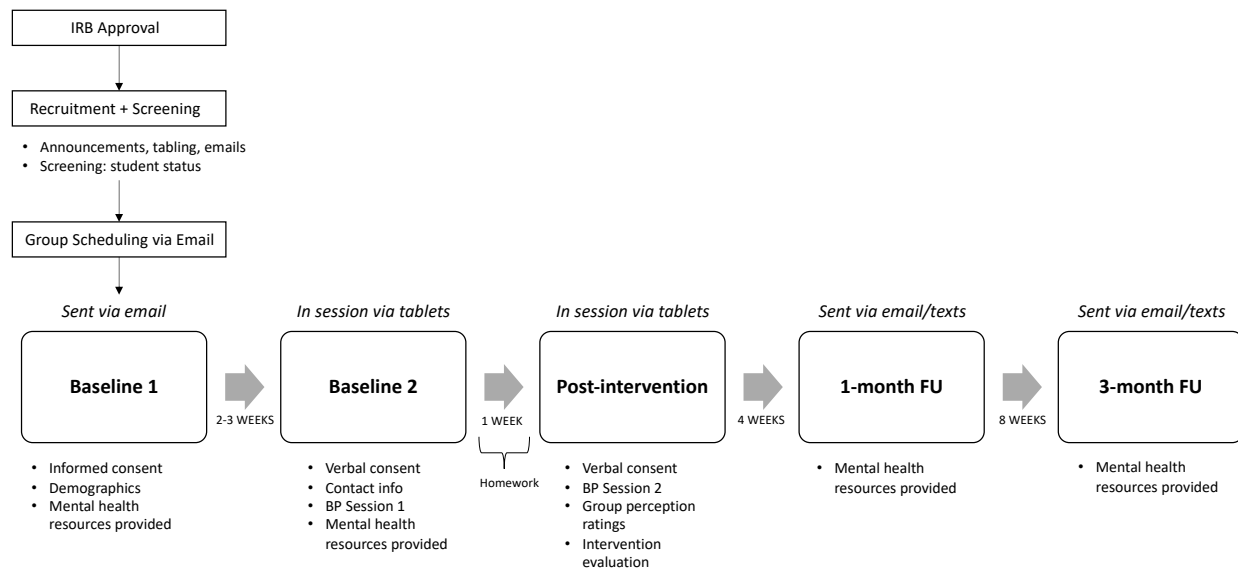 IRB Approval
Recruitment + Screening
• Announcements, tabling, emails
• Screening: student status
Group Scheduling via Email
Sent via email
Baseline 1
• Informed consent
• Demographics
• Mental health
resources provided
2-3 WEEKS
In session via tablets
Baseline 2
• Verbal consent
• Contact info
• BP Session 1
• Mental health
resources provided
1 WEEK
Homework
In session via tablets
Post-intervention
• Verbal consent
• BP Session 2
• Group perception
ratings
• Intervention
evaluation
4 WEEKS
Sent via email/texts
1-month FU
• Mental health
resources provided
8 WEEKS
Sent via email/texts
3-month FU
• Mental health
resources provided